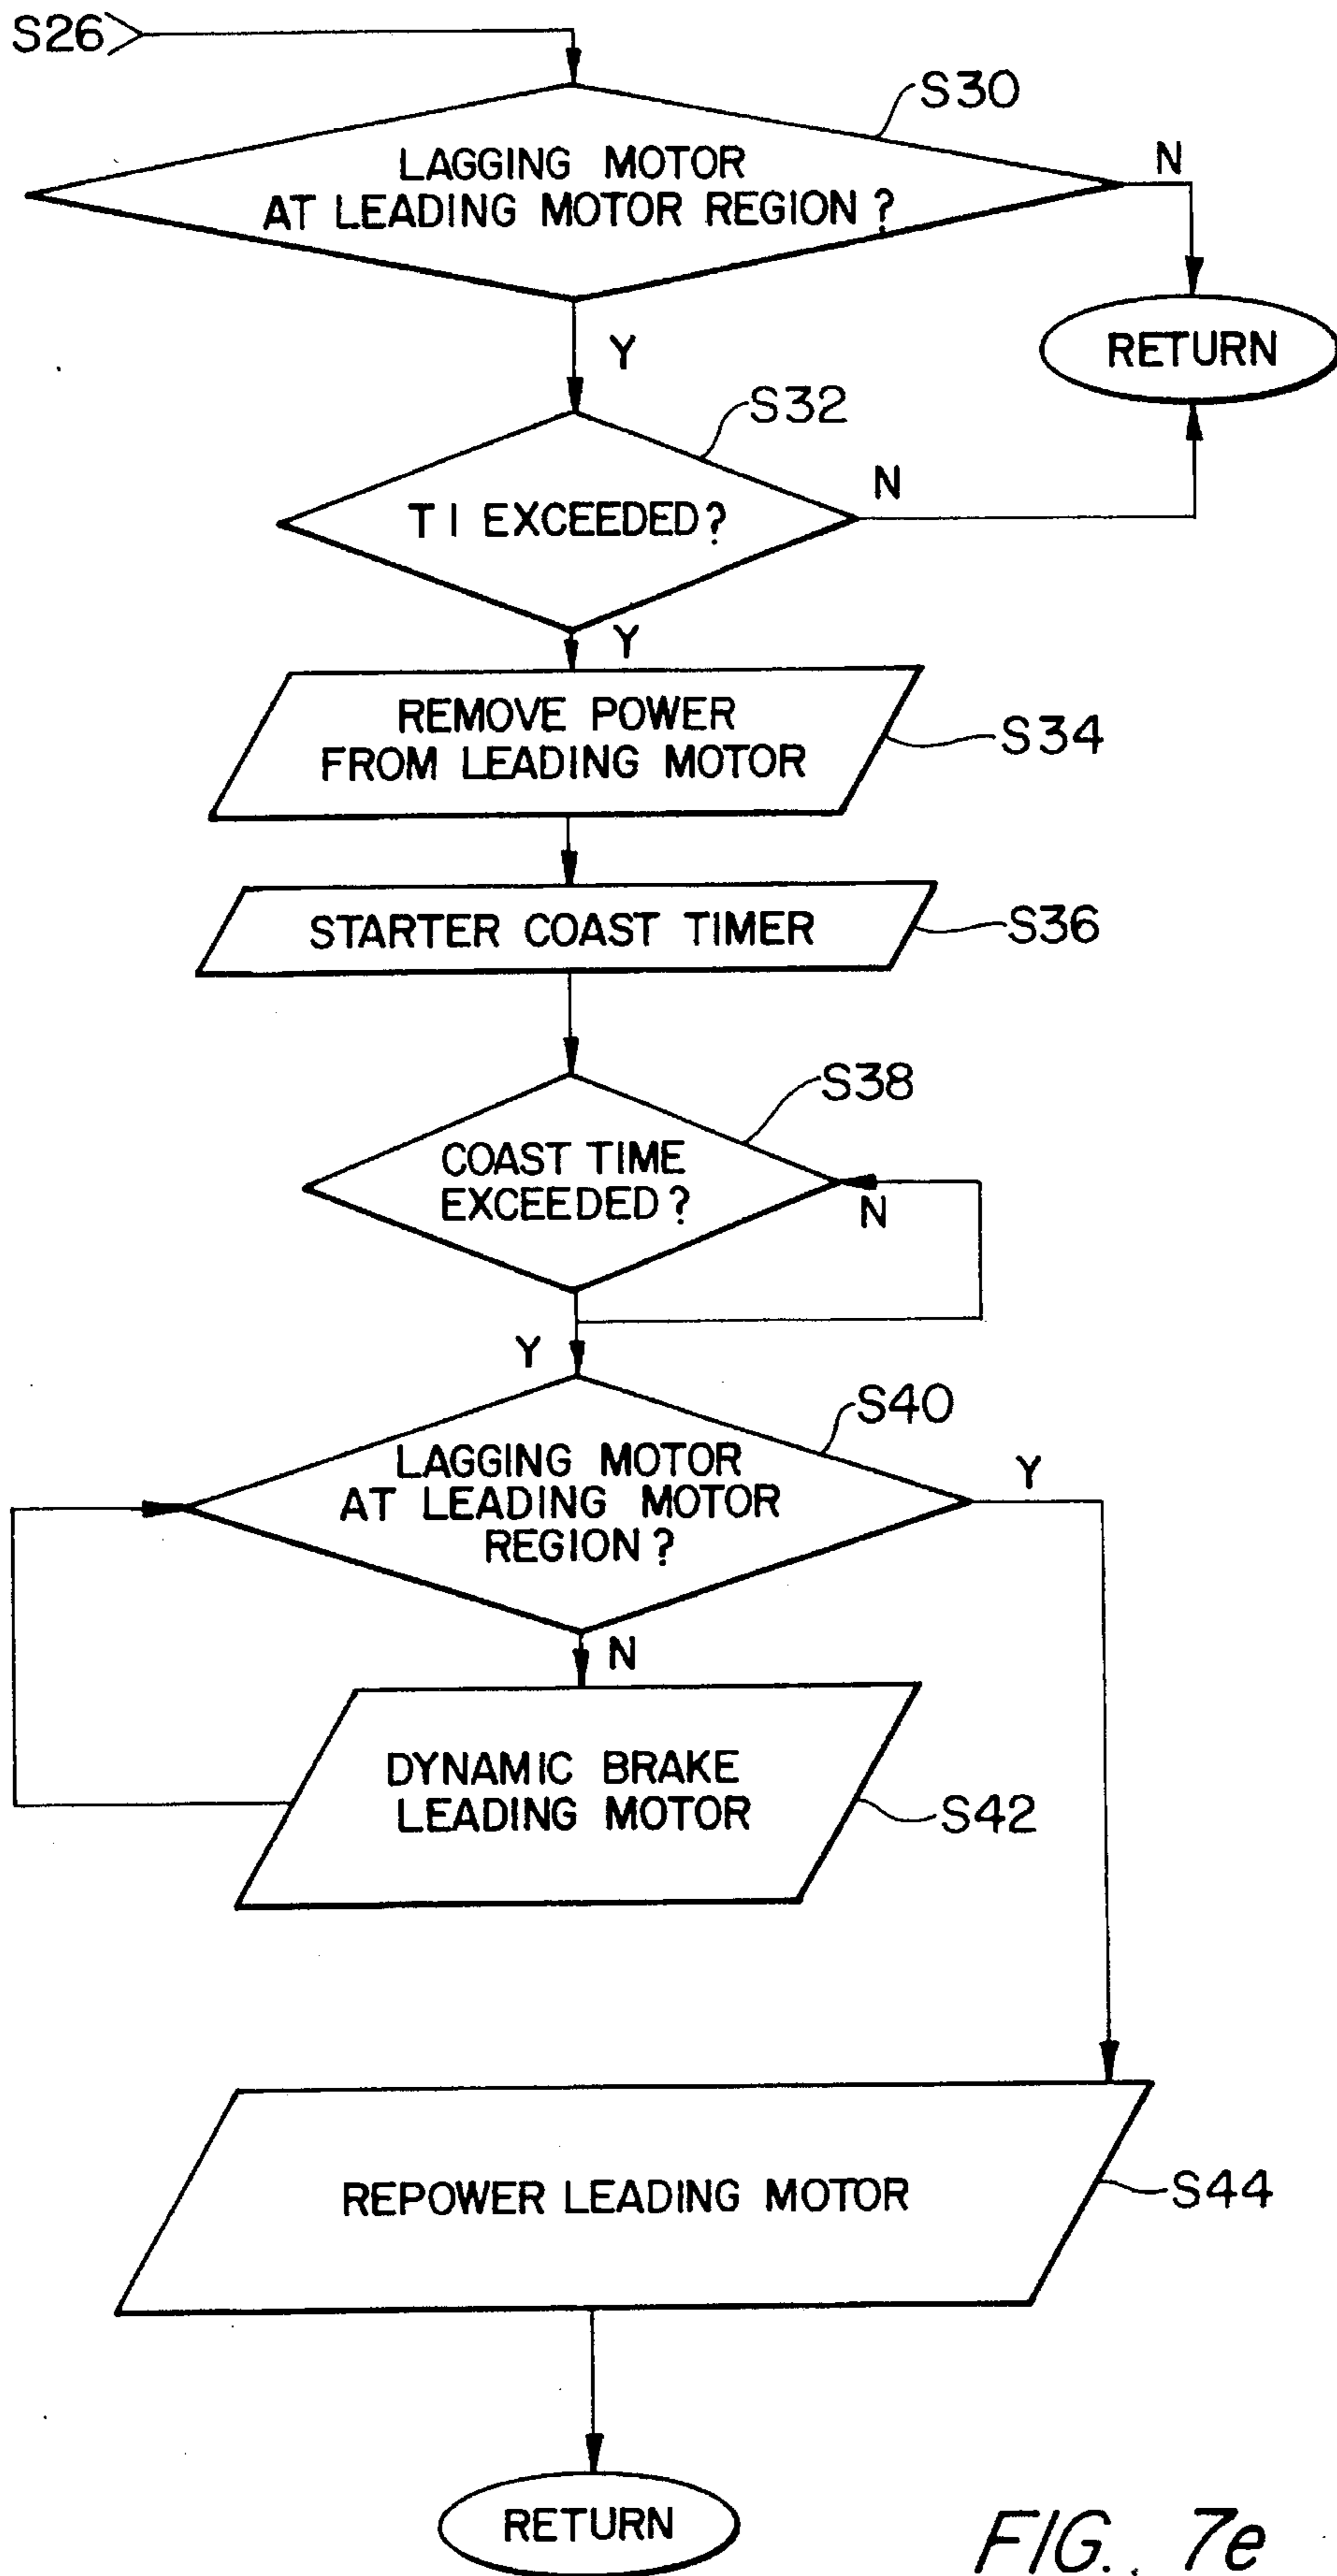 S26
S30
LAGGING MOTOR
AT LEADING MOTOR REGION?
N
RETURN
Y
S32
T1 EXCEEDED?
N
Y
REMOVE POWER
FROM LEADING MOTOR
S34
STARTER COAST TIMER
S36
S38
COAST TIME
EXCEEDED?
N
Y
S40
LAGGING MOTOR
AT LEADING MOTOR
REGION?
Y
N
DYNAMIC BRAKE
LEADING MOTOR
S42
REPOWER LEADING MOTOR
S44
RETURN
FIG. 7e